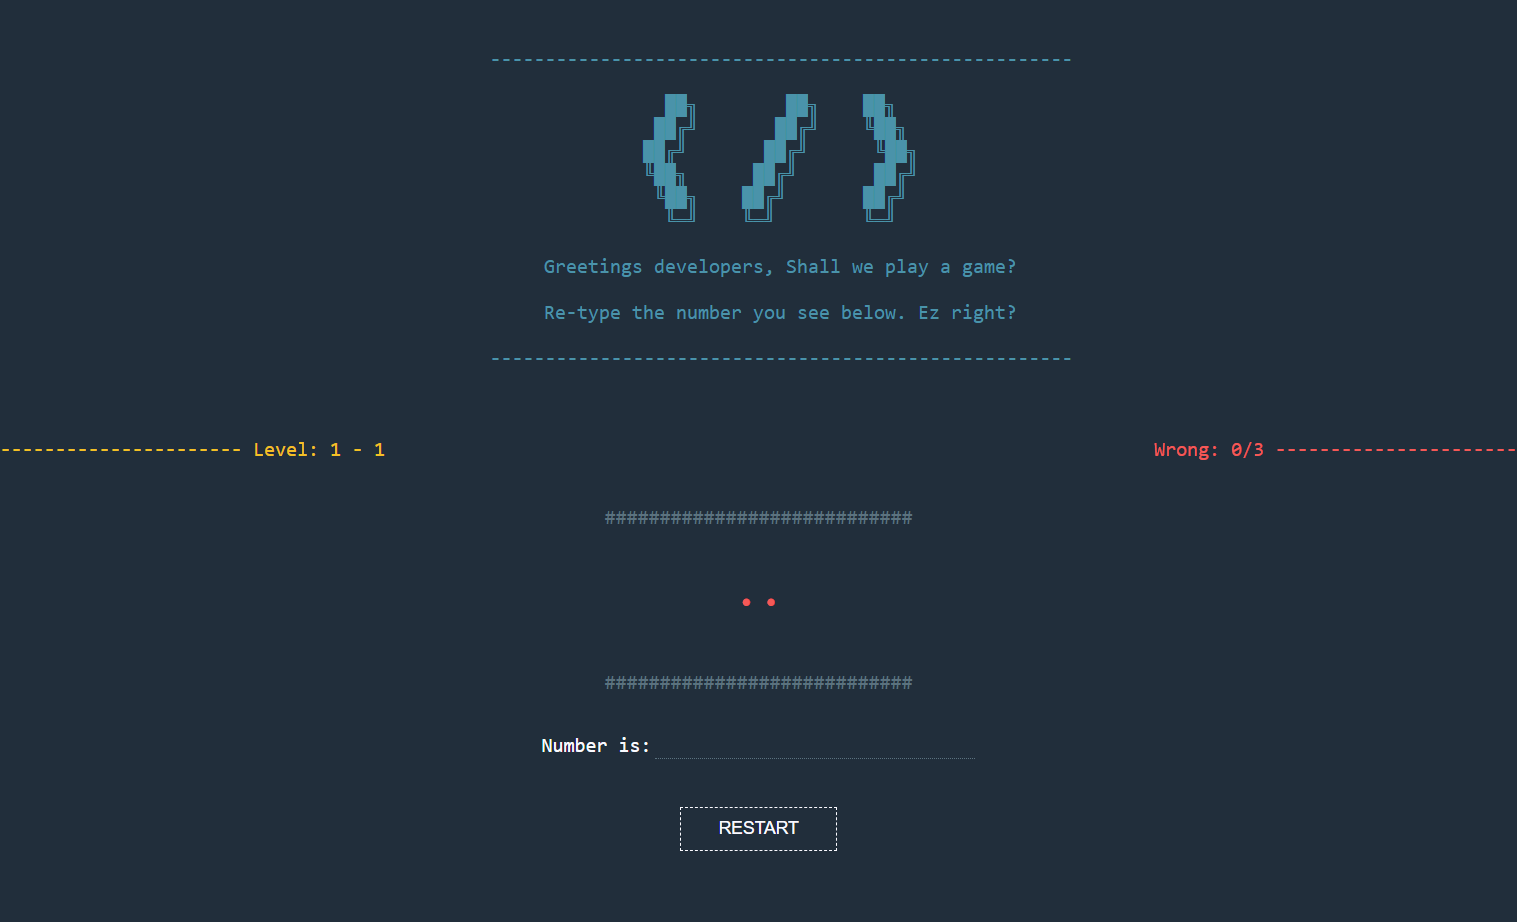 -----------------------------------------------------
  ██╗        ██╗    ██╗
 ██╔╝       ██╔╝    ╚██╗
██╔╝       ██╔╝      ╚██╗
╚██╗      ██╔╝       ██╔╝
 ╚██╗    ██╔╝       ██╔╝
  ╚═╝    ╚═╝        ╚═╝
Greetings developers, Shall we play a game?
Re-type the number you see below. Ez right?
-----------------------------------------------------
---------------------- Level: 1 - 1
Wrong: 0/3 ----------------------
############################
• •
############################
Number is:
RESTART